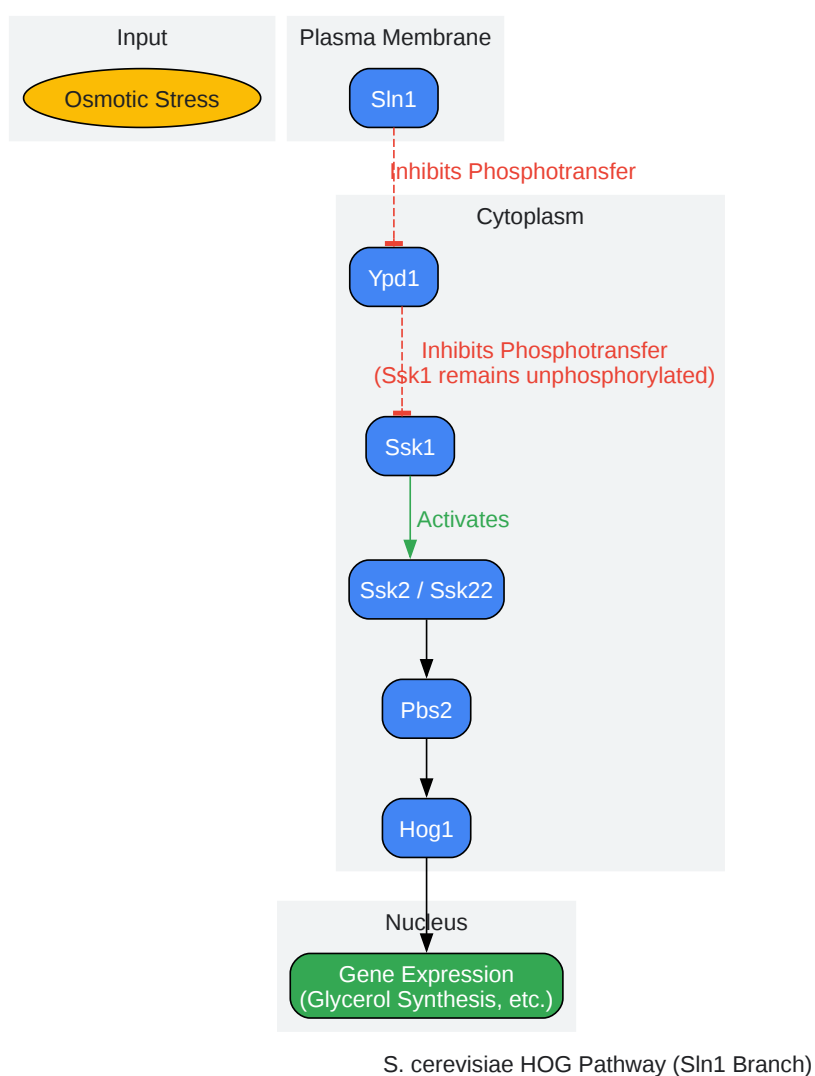 Input
Osmotic Stress
Plasma Membrane
Sln1
Inhibits Phosphotransfer
Cytoplasm
Ypd1
Inhibits Phosphotransfer
(Ssk1 remains unphosphorylated)
Ssk1
Activates
Ssk2 / Ssk22
Pbs2
Hog1
Nucleus
Gene Expression
(Glycerol Synthesis, etc.)
S. cerevisiae HOG Pathway (Sln1 Branch)